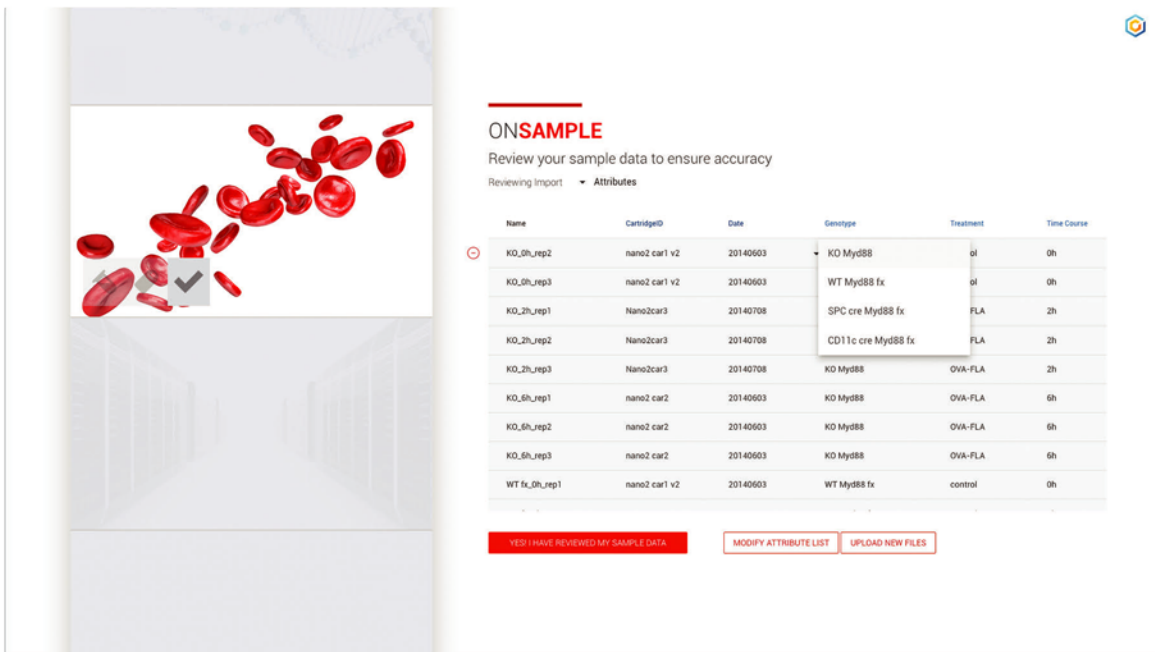 ONSAMPLE
Review your sample data to ensure accuracy
Reviewing Import Attributes
Name CartridgeID Date Genotype Treatment Time Course
KO_0h_rep2 nano2 car1 v2 20140603 KO Myd88 ol 0h
KO_0h_rep3 nano2 car1 v2 20140603 WT Myd88 fx ol 0h
KO_2h_rep1 Nano2car3 20140708 SPC cre Myd88 fx FLA 2h
KO_2h_rep2 Nano2car3 20140708 CD11c cre Myd88 fx FLA 2h
KO_2h_rep3 Nano2car3 20140708 KO Myd88 OVA-FLA 2h
KO_6h_rep1 nano2 car2 20140603 KO Myd88 OVA-FLA 6h
KO_6h_rep2 nano2 car2 20140603 KO Myd88 OVA-FLA 6h
KO_6h_rep3 nano2 car2 20140603 KO Myd88 OVA-FLA 6h
WT fx_0h_rep1 nano2 car1 v2 20140603 WT Myd88 fx control 0h
YES! I HAVE REVIEWED MY SAMPLE DATA MODIFY ATTRIBUTE LIST UPLOAD NEW FILES